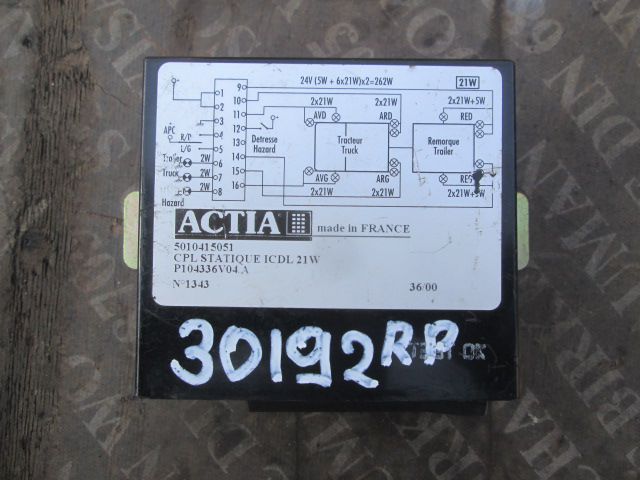 24V (5W + 6x21W)x2=262W
21W
1
2
3
4
5
6
7
8
9
10
11
12
13
14
15
16
APC
R/P
L/G
Trailer 2W
Truck 2W
2W
Hazard
Detresse
Hazard
2x21W
AVD
2x21W
ARD
2x21W+5W
RED
Tracteur
Truck
Remorque
Trailer
AVG
2x21W
ARG
2x21W
2x21W+5W
ACTIA
made in FRANCE
5010415051
CPL STATIQUE ICDL 21W
P104336V04.A
N°1343
36/00
30192RP
TEST OK